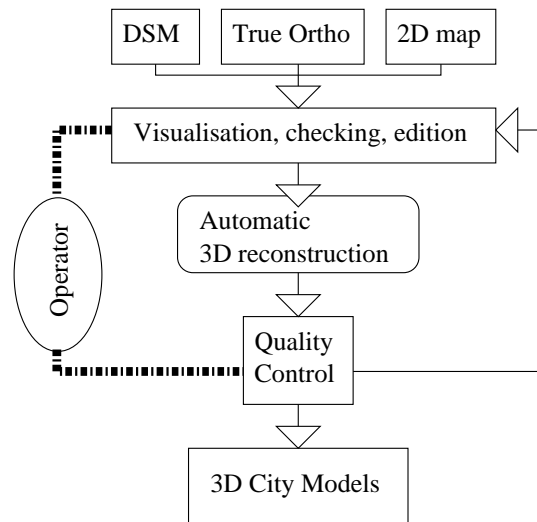 DSM
True Ortho
2D map
Visualisation, checking, edition
Automatic
3D reconstruction
Operator
Quality
Control
3D City Models